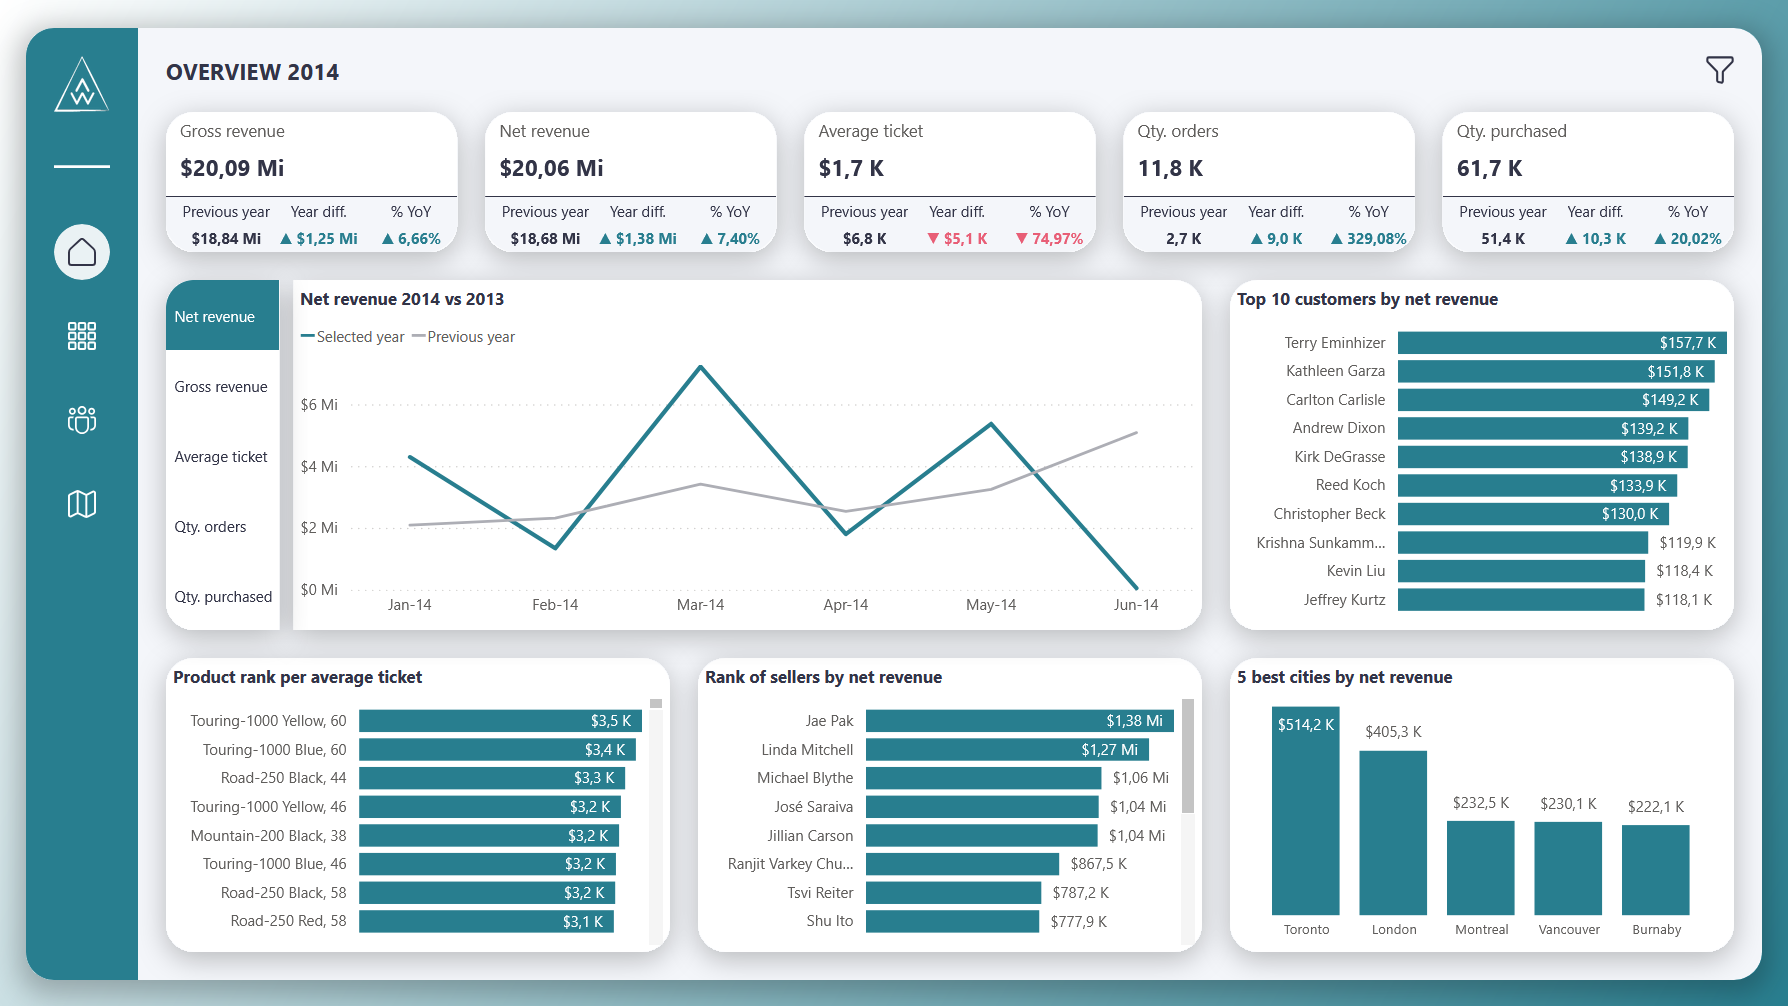 OVERVIEW 2014
Gross revenue
$20,09 Mi
Previous year Year diff. % YoY
$18,84 Mi ▲ $1,25 Mi ▲ 6,66%
Net revenue
$20,06 Mi
Previous year Year diff. % YoY
$18,68 Mi ▲ $1,38 Mi ▲ 7,40%
Average ticket
$1,7 K
Previous year Year diff. % YoY
$6,8 K ▼ $5,1 K ▼ 74,97%
Qty. orders
11,8 K
Previous year Year diff. % YoY
2,7 K ▲ 9,0 K ▲ 329,08%
Qty. purchased
61,7 K
Previous year Year diff. % YoY
51,4 K ▲ 10,3 K ▲ 20,02%
Net revenue
Gross revenue
Average ticket
Qty. orders
Qty. purchased
Net revenue 2014 vs 2013
Selected year Previous year
$6 Mi
$4 Mi
$2 Mi
$0 Mi
Jan-14 Feb-14 Mar-14 Apr-14 May-14 Jun-14
Top 10 customers by net revenue
Terry Eminhizer $157,7 K
Kathleen Garza $151,8 K
Carlton Carlisle $149,2 K
Andrew Dixon $139,2 K
Kirk DeGrasse $138,9 K
Reed Koch $133,9 K
Christopher Beck $130,0 K
Krishna Sunkamm... $119,9 K
Kevin Liu $118,4 K
Jeffrey Kurtz $118,1 K
Product rank per average ticket
Touring-1000 Yellow, 60 $3,5 K
Touring-1000 Blue, 60 $3,4 K
Road-250 Black, 44 $3,3 K
Touring-1000 Yellow, 46 $3,2 K
Mountain-200 Black, 38 $3,2 K
Touring-1000 Blue, 46 $3,2 K
Road-250 Black, 58 $3,2 K
Road-250 Red, 58 $3,1 K
Rank of sellers by net revenue
Jae Pak $1,38 Mi
Linda Mitchell $1,27 Mi
Michael Blythe $1,06 Mi
José Saraiva $1,04 Mi
Jillian Carson $1,04 Mi
Ranjit Varkey Chu... $867,5 K
Tsvi Reiter $787,2 K
Shu Ito $777,9 K
5 best cities by net revenue
$514,2 K $405,3 K $232,5 K $230,1 K $222,1 K
Toronto London Montreal Vancouver Burnaby